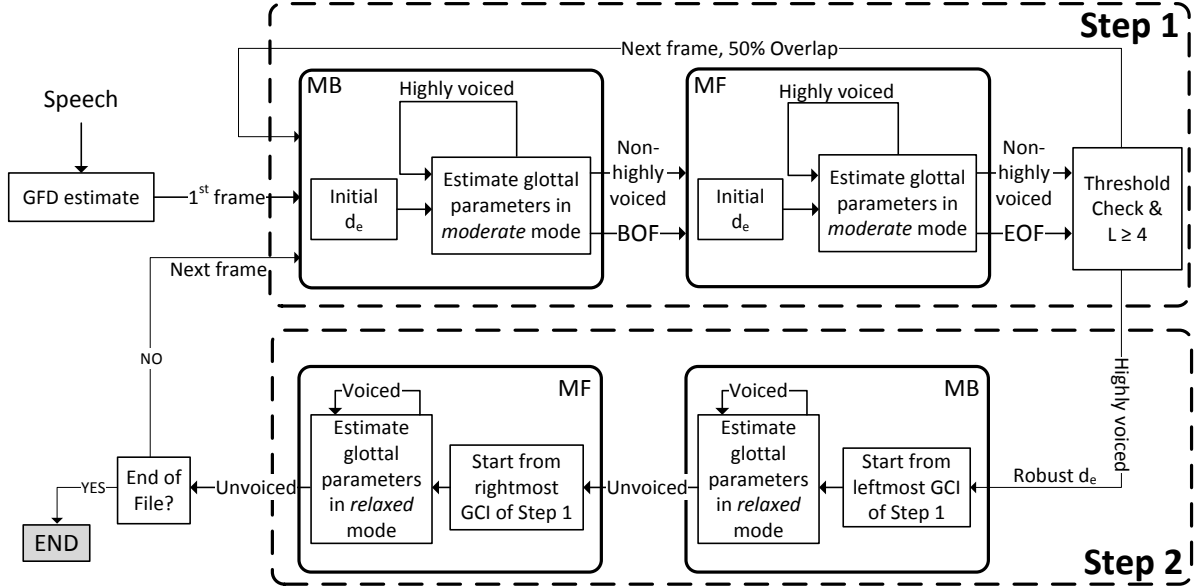 Step 1
Next frame, 50% Overlap
MB
MF
Speech
Highly voiced
Highly voiced
GFD estimate
1st frame
Initial
de
Estimate glottal
parameters in
moderate mode
Non-
highly
voiced
BOF
Initial
de
Estimate glottal
parameters in
moderate mode
Non-
highly
voiced
EOF
Threshold
Check &
L ≥ 4
Next frame
NO
Highly voiced
MF
MB
Voiced
Voiced
Estimate
glottal
parameters
in relaxed
mode
Start from
rightmost
GCI of Step 1
Unvoiced
Estimate
glottal
parameters
in relaxed
mode
Start from
leftmost GCI
of Step 1
Robust de
Unvoiced
End of
File?
YES
END
Step 2